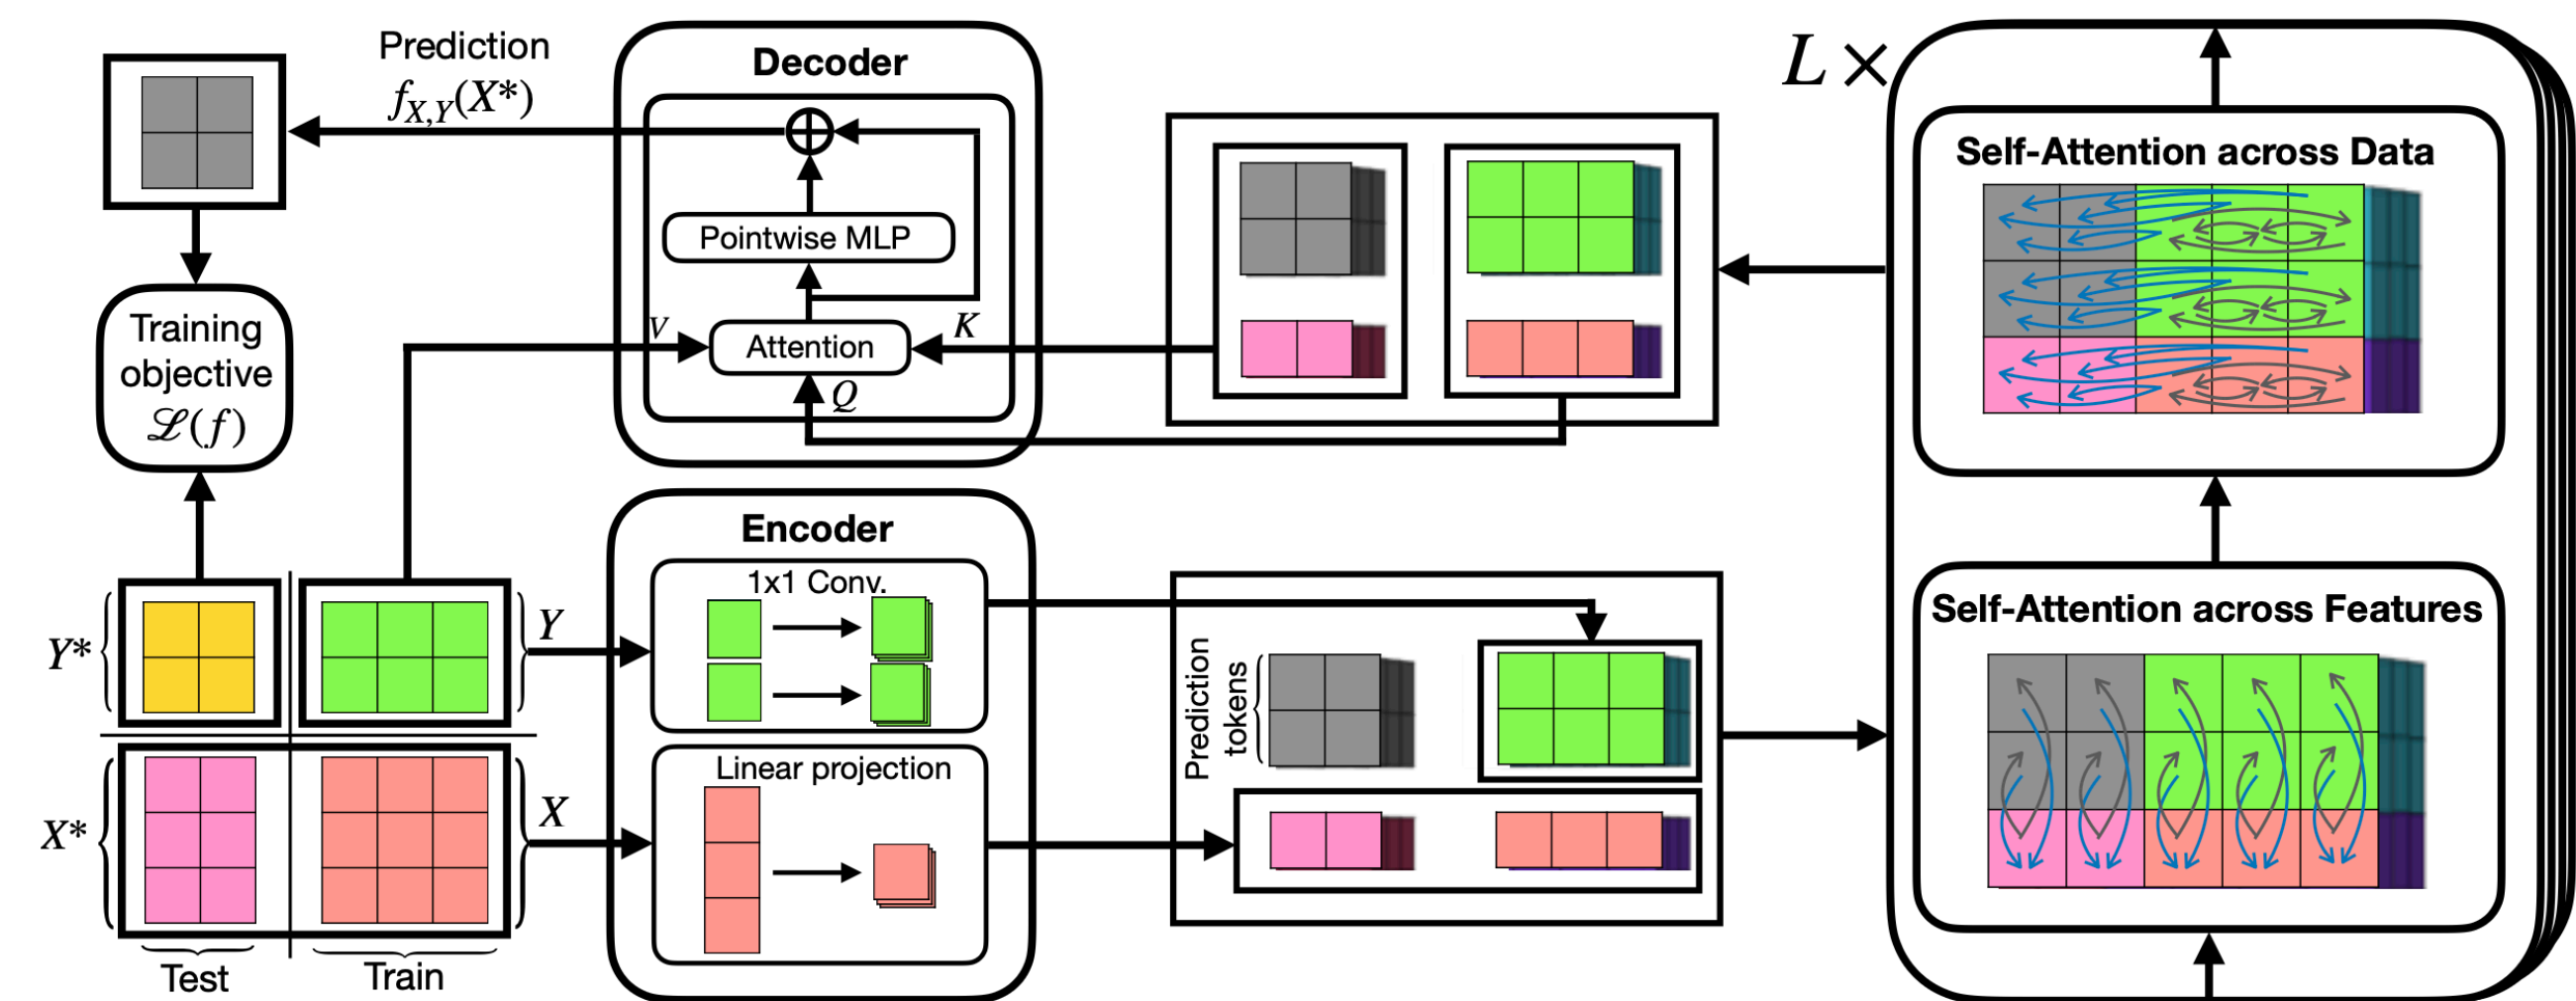 Prediction
f_{X,Y}(X*)
Training
objective
ℒ(f)
Decoder
Pointwise MLP
V
Attention
K
Q
L ×
Self-Attention across Data
Self-Attention across Features
Encoder
1x1 Conv.
Linear projection
Y*
Y
X*
X
Test
Train
Prediction
tokens